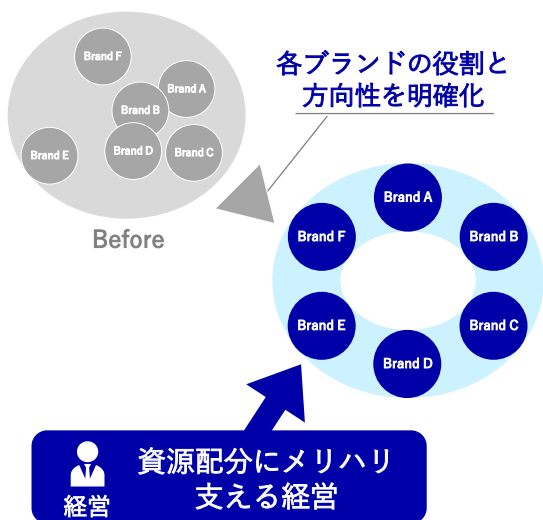 Brand F
Brand A
Brand B
Brand D
Brand C
Brand E
Before
各ブランドの役割と
方向性を明確化
Brand A
Brand F
Brand B
Brand E
Brand C
Brand D
経営
資源配分にメリハリ
支える経営